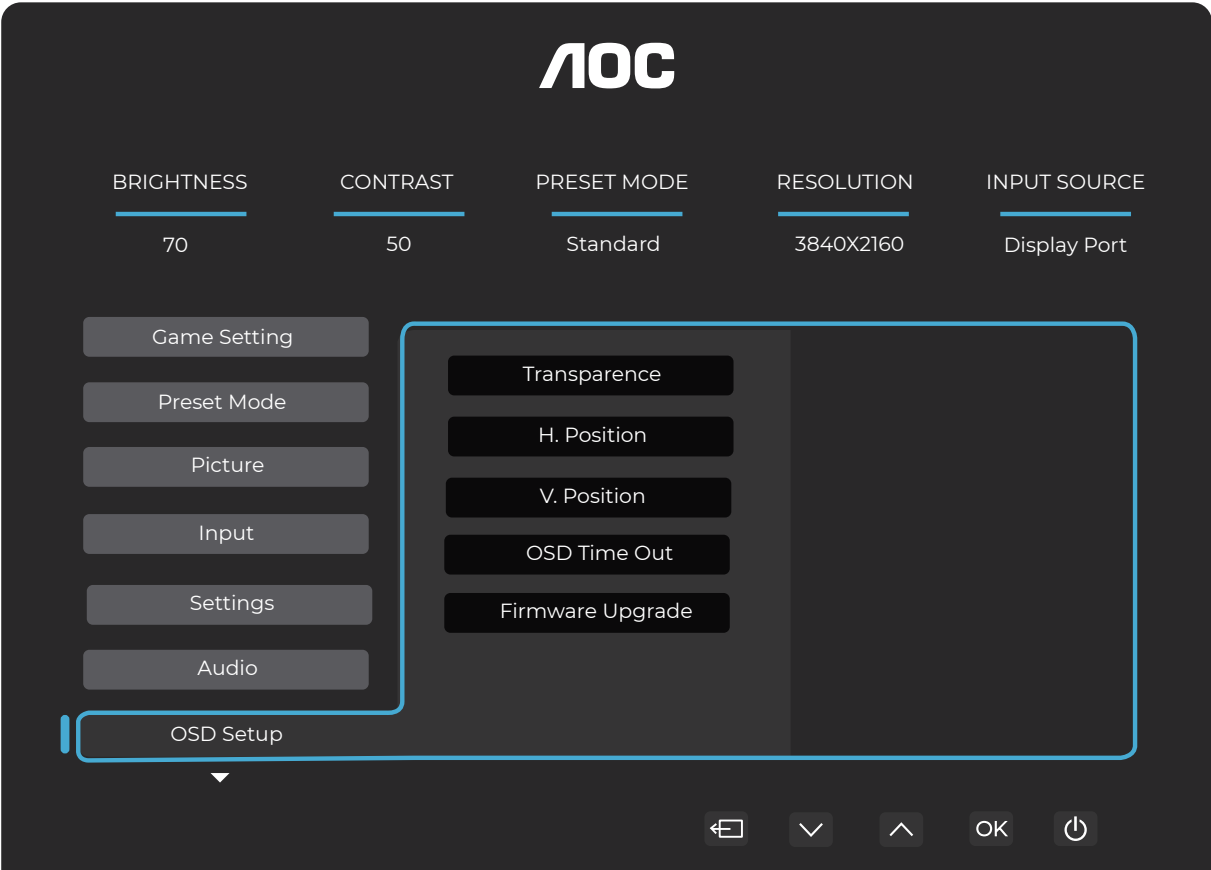 AOC
BRIGHTNESS CONTRAST PRESET MODE RESOLUTION INPUT SOURCE
70 50 Standard 3840X2160 Display Port
Game Setting
Transparence
Preset Mode
H. Position
Picture
V. Position
Input
OSD Time Out
Settings
Firmware Upgrade
Audio
OSD Setup
OK